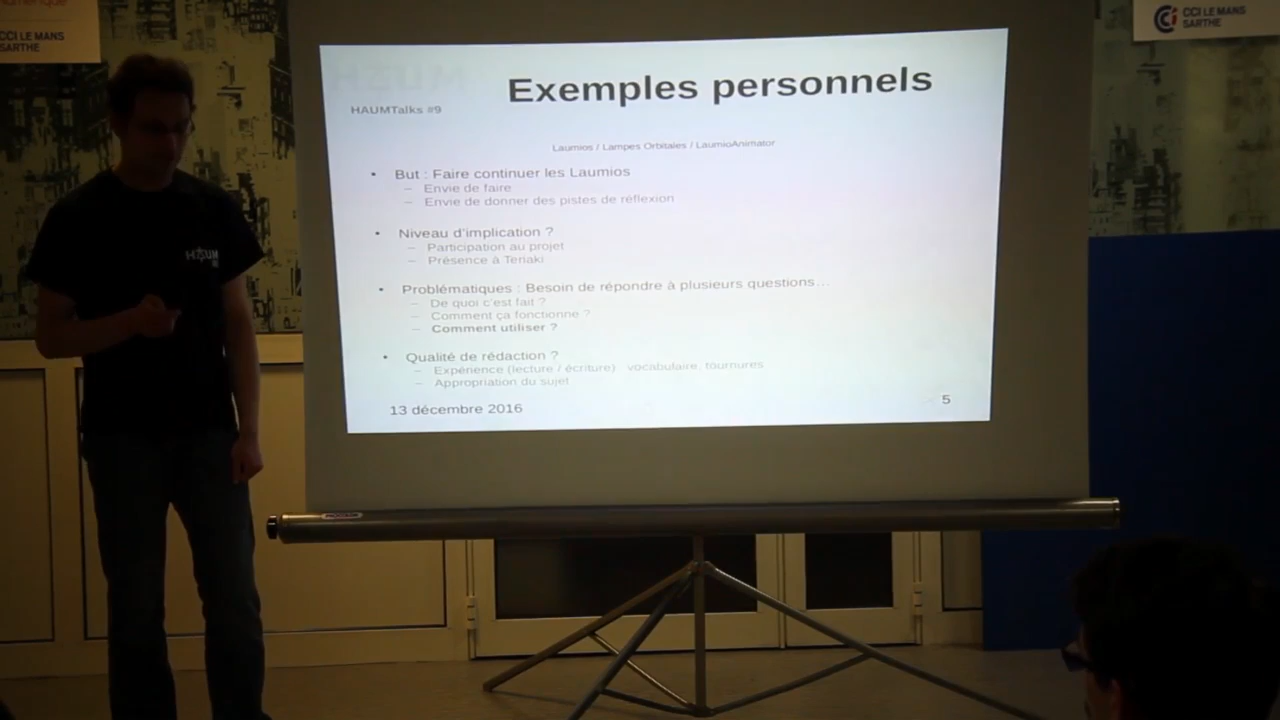 CCI LE MANS
SARTHE
CCI LE MANS
SARTHE
Exemples personnels
HAUMTalks #9
Laumios / Lampes Orbitales / LaumioAnimator
• But : Faire continuer les Laumios
– Envie de faire
– Envie de donner des pistes de réflexion
• Niveau d'implication ?
– Participation au projet
– Présence à Teriaki
• Problématiques : Besoin de répondre à plusieurs questions…
– De quoi c'est fait ?
– Comment ça fonctionne ?
– Comment utiliser ?
• Qualité de rédaction ?
– Expérience (lecture / écriture) : vocabulaire, tournures
– Appropriation du sujet
13 décembre 2016
5